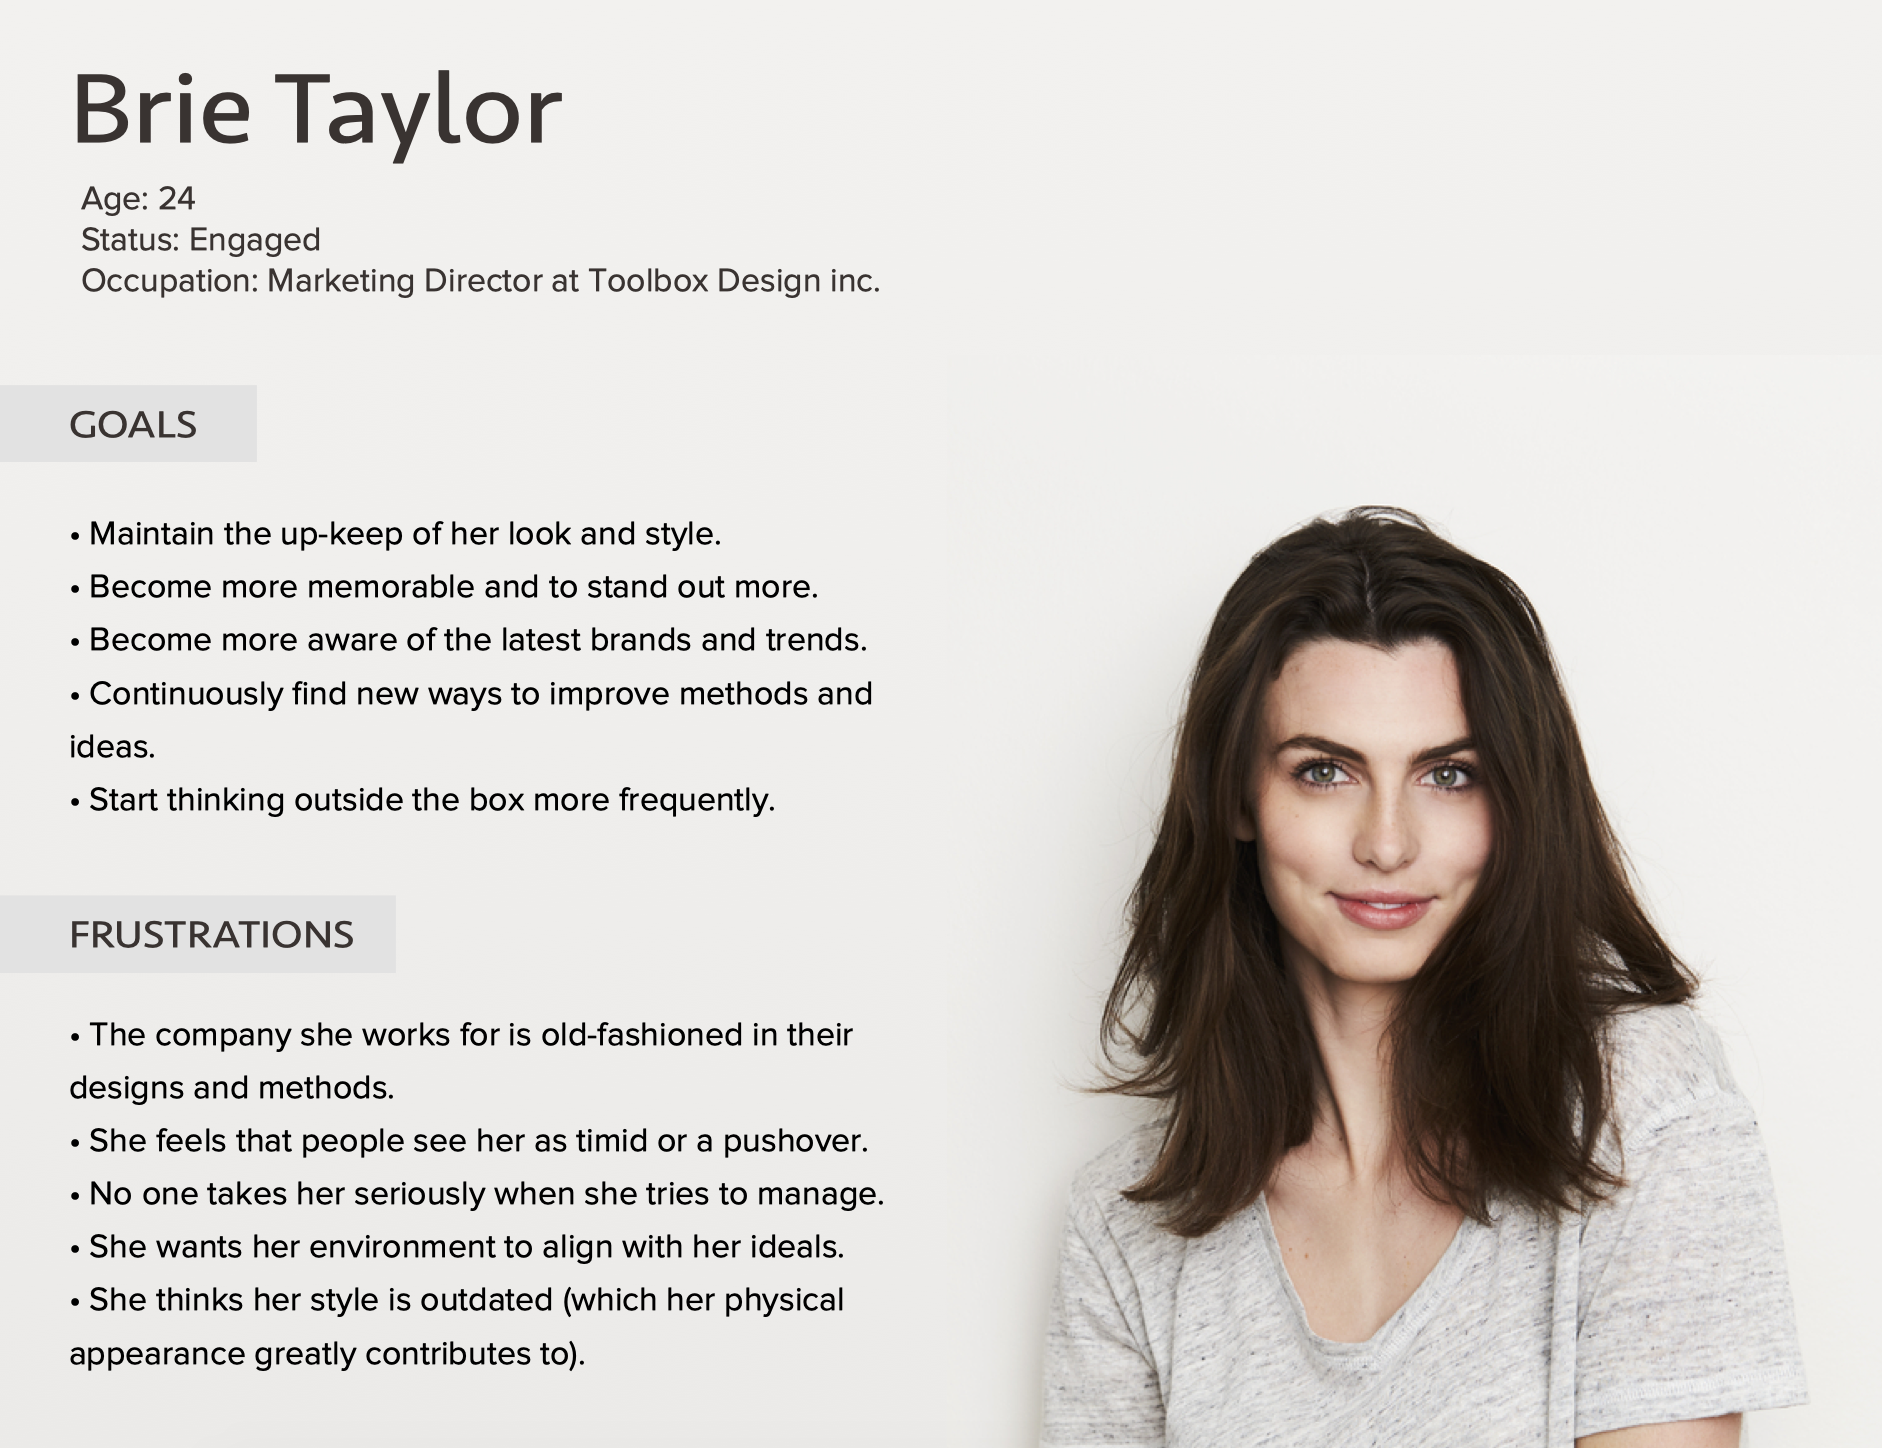 Brie Taylor
Age: 24
Status: Engaged
Occupation: Marketing Director at Toolbox Design inc.
GOALS
• Maintain the up-keep of her look and style.
• Become more memorable and to stand out more.
• Become more aware of the latest brands and trends.
• Continuously find new ways to improve methods and
ideas.
• Start thinking outside the box more frequently.
FRUSTRATIONS
• The company she works for is old-fashioned in their
designs and methods.
• She feels that people see her as timid or a pushover.
• No one takes her seriously when she tries to manage.
• She wants her environment to align with her ideals.
• She thinks her style is outdated (which her physical
appearance greatly contributes to).